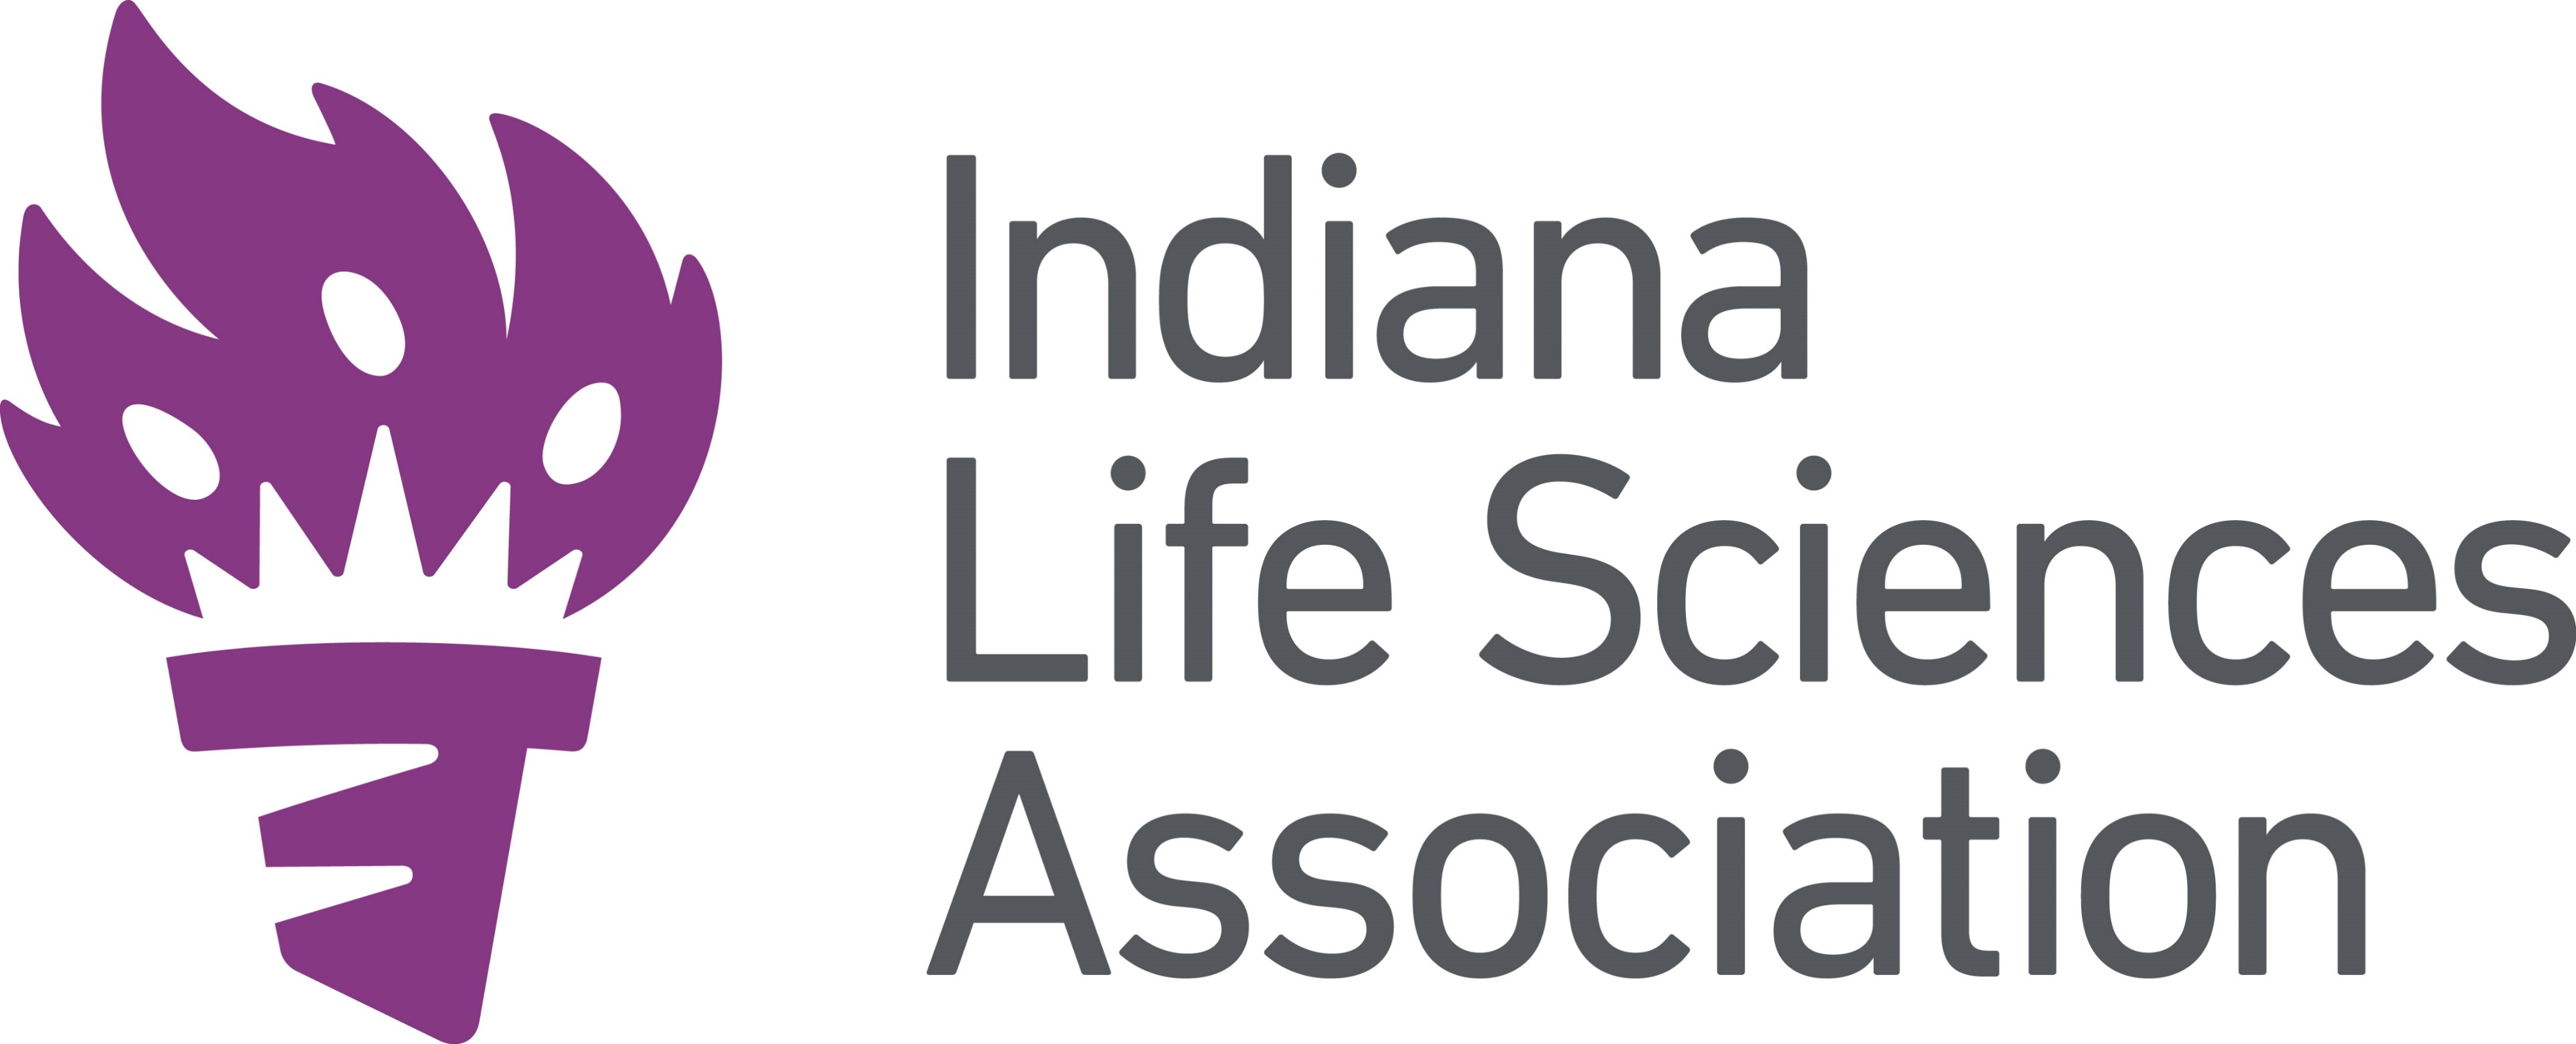 Indiana
Life Sciences
Association